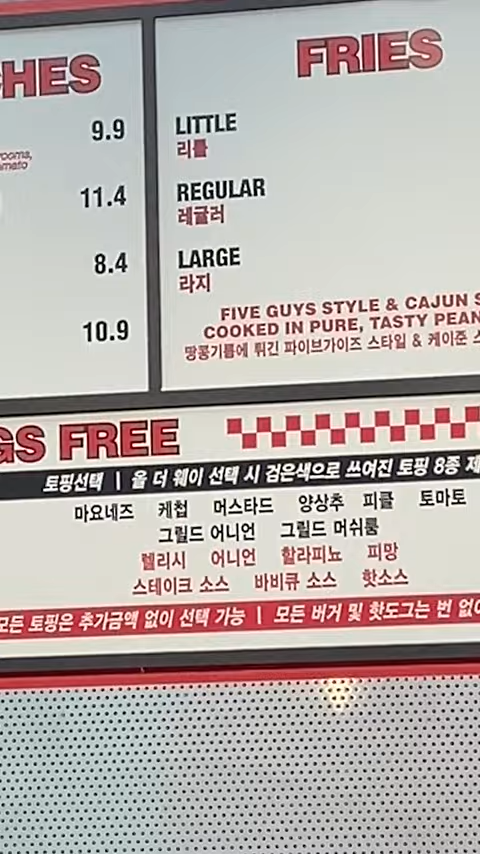 HES
9.9
11.4
8.4
10.9
FRIES
LITTLE
리틀
REGULAR
레귤러
LARGE
라지
FIVE GUYS STYLE & CAJUN S
COOKED IN PURE, TASTY PEAN
땅콩기름에 튀긴 파이브가이즈 스타일 & 케이준 스
GS FREE
토핑선택 | 올 더 웨이 선택 시 검은색으로 쓰여진 토핑 8종 제
마요네즈 케첩 머스타드 양상추 피클 토마토
그릴드 어니언 그릴드 머쉬룸
렐리시 어니언 할라피뇨 피망
스테이크 소스 바비큐 소스 핫소스
모든 토핑은 추가금액 없이 선택 가능 | 모든 버거 및 핫도그는 번 없이